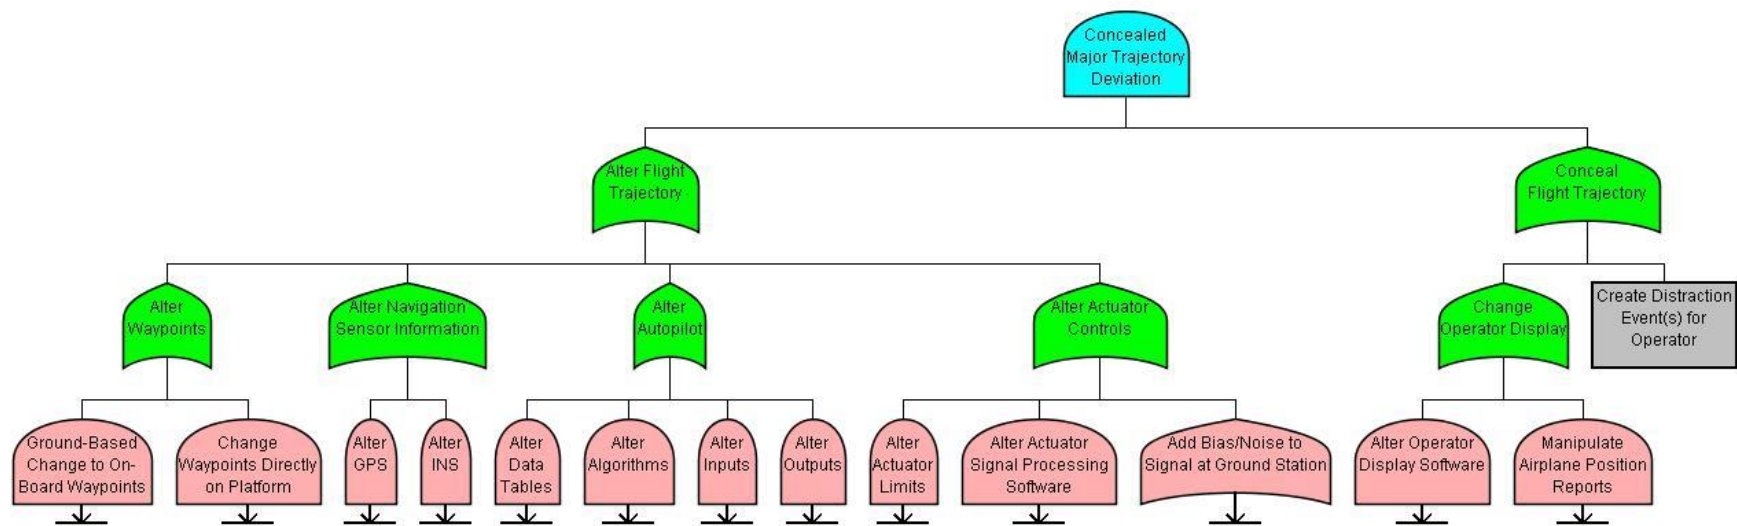 Concealed
Major Trajectory
Deviation
Alter Flight
Trajectory
Conceal
Flight Trajectory
Alter
Waypoints
Alter Navigation
Sensor Information
Alter
Autopilot
Alter Actuator
Controls
Change
Operator Display
Create Distraction
Event(s) for
Operator
Ground-Based
Change to On-
Board Waypoints
Change
Waypoints Directly
on Platform
Alter
GPS
Alter
INS
Alter
Data
Tables
Alter
Algorithms
Alter
Inputs
Alter
Outputs
Alter
Actuator
Limits
Alter Actuator
Signal Processing
Software
Add Bias/Noise to
Signal at Ground Station
Alter Operator
Display Software
Manipulate
Airplane Position
Reports